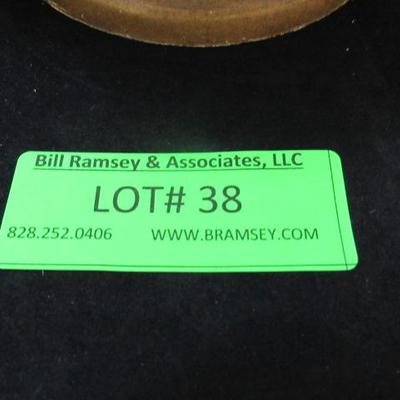 Bill Ramsey & Associates, LLC
LOT# 38
828.252.0406 WWW.BRAMSEY.COM